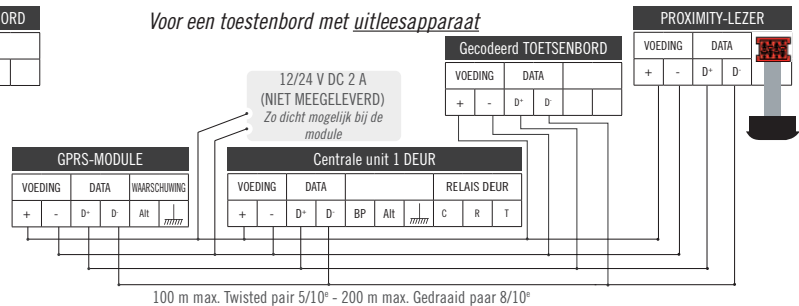 ORD
Voor een toestenbord met uitleesapparaat
PROXIMITY-LEZER
VOEDING DATA
+ - D+ D-
Gecodeerd TOETSENBORD
VOEDING DATA
+ - D+ D-
12/24 V DC 2 A
(NIET MEEGELEVERD)
Zo dicht mogelijk bij de
module
GPRS-MODULE
VOEDING DATA WAARSCHUWING
+ - D+ D- Alt
Centrale unit 1 DEUR
VOEDING DATA RELAIS DEUR
+ - D+ D- BP Alt C R T
100 m max. Twisted pair 5/10e - 200 m max. Gedraaid paar 8/10e